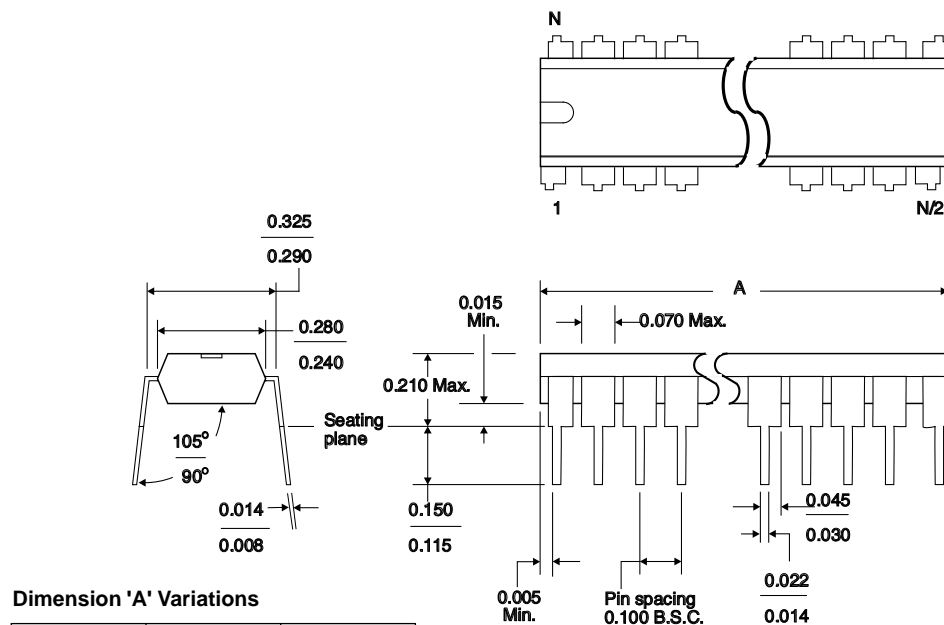 N
1
N/2
0.325
0.290
0.280
0.240
105°
90°
0.014
0.008
Seating
plane
0.015
Min.
0.210 Max.
0.150
0.115
A
0.070 Max.
0.005
Min.
Pin spacing
0.100 B.S.C.
0.045
0.030
0.022
0.014
Dimension 'A' Variations